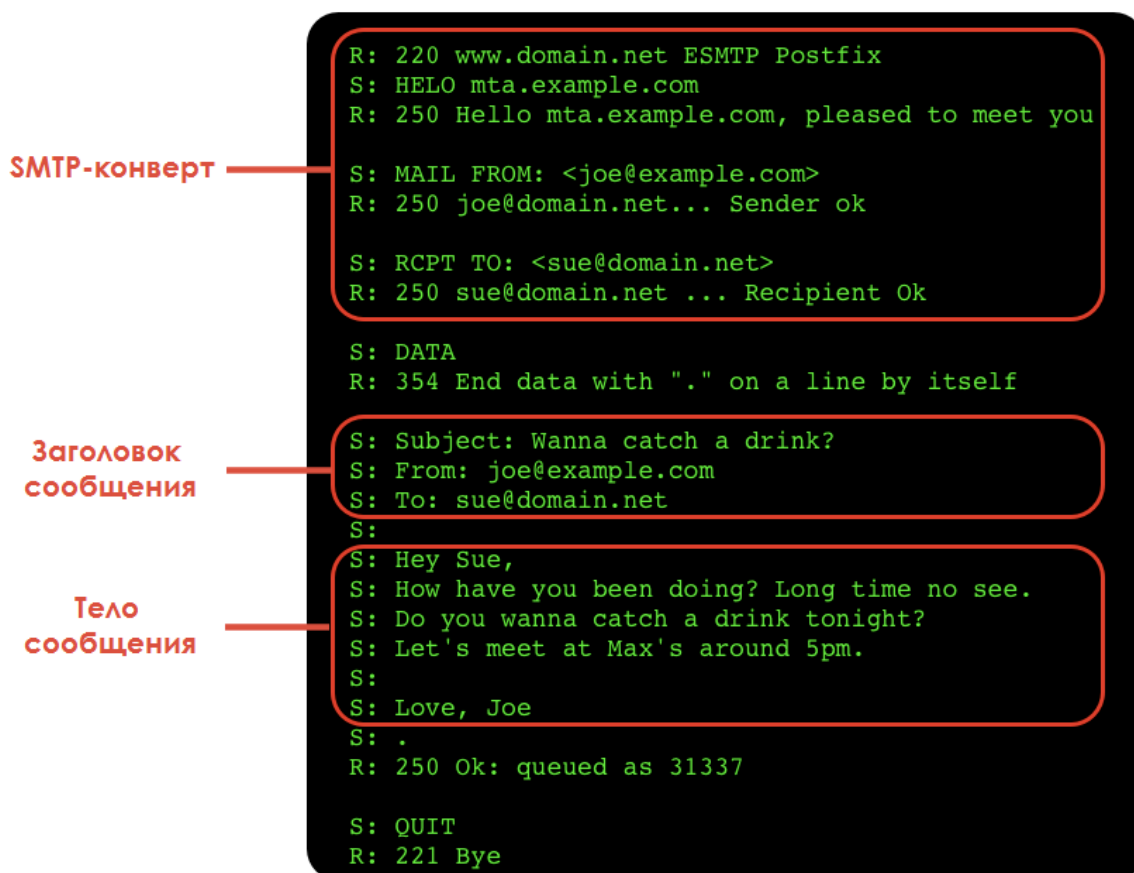 R: 220 www.domain.net ESMTP Postfix
S: HELO mta.example.com
R: 250 Hello mta.example.com, pleased to meet you
SMTP-конверт
S: MAIL FROM: <joe@example.com>
R: 250 joe@domain.net... Sender ok
S: RCPT TO: <sue@domain.net>
R: 250 sue@domain.net ... Recipient Ok
S: DATA
R: 354 End data with "." on a line by itself
Заголовок
сообщения
S: Subject: Wanna catch a drink?
S: From: joe@example.com
S: To: sue@domain.net
S:
Тело
сообщения
S: Hey Sue,
S: How have you been doing? Long time no see.
S: Do you wanna catch a drink tonight?
S: Let's meet at Max's around 5pm.
S:
S: Love, Joe
S: .
R: 250 Ok: queued as 31337
S: QUIT
R: 221 Bye